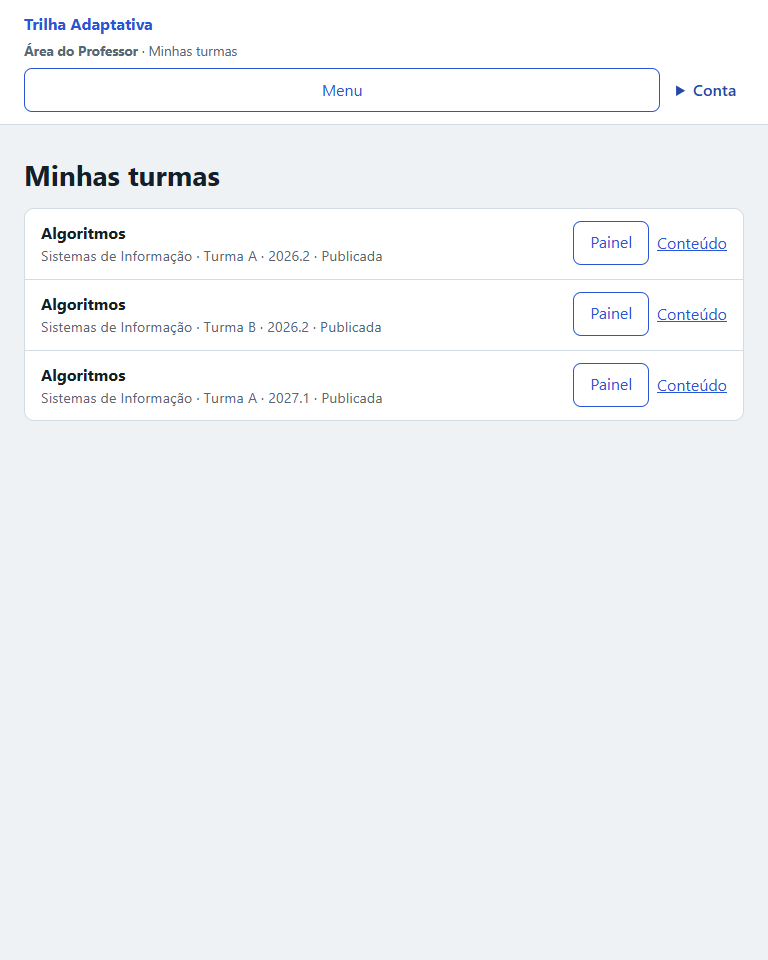 Trilha Adaptativa
Área do Professor · Minhas turmas
Menu
▶ Conta
Minhas turmas
Algoritmos
Sistemas de Informação · Turma A · 2026.2 · Publicada
Painel
Conteúdo
Algoritmos
Sistemas de Informação · Turma B · 2026.2 · Publicada
Painel
Conteúdo
Algoritmos
Sistemas de Informação · Turma A · 2027.1 · Publicada
Painel
Conteúdo